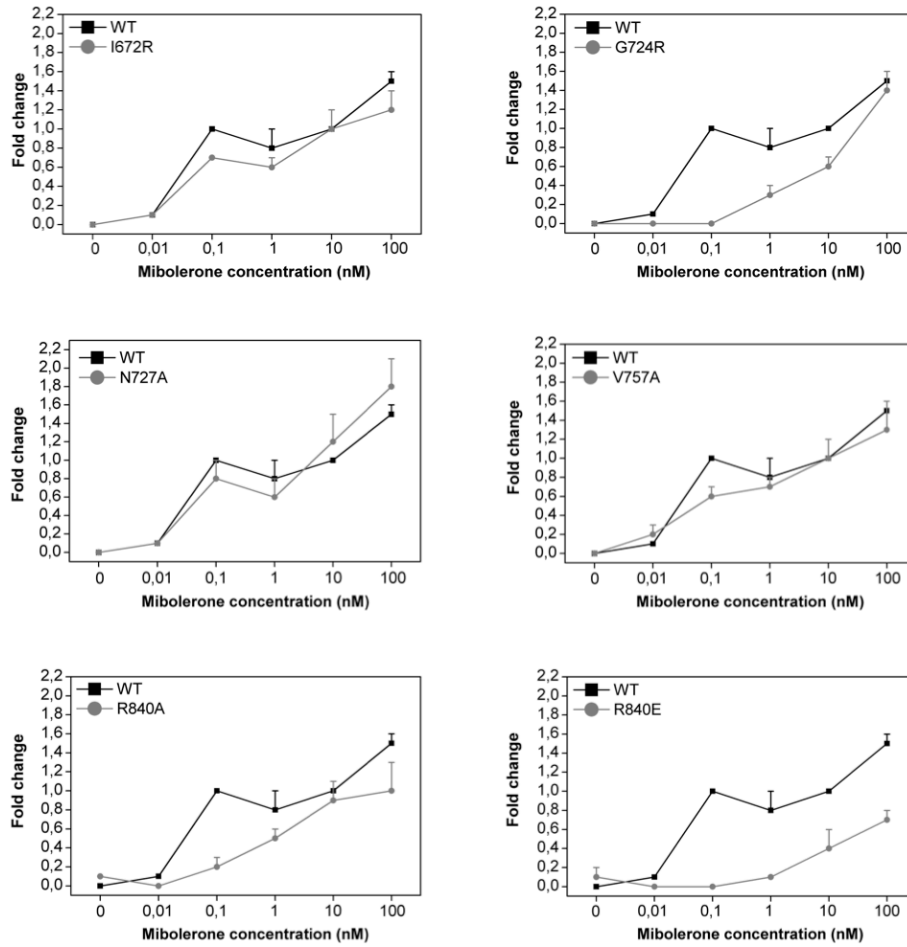 2,2
2,0
1,8
1,6
1,4
1,2
1,0
0,8
0,6
0,4
0,2
0,0
Fold change
WT
I672R
0 0,01 0,1 1 10 100
Mibolerone concentration (nM)
2,2
2,0
1,8
1,6
1,4
1,2
1,0
0,8
0,6
0,4
0,2
0,0
Fold change
WT
G724R
0 0,01 0,1 1 10 100
Mibolerone concentration (nM)
2,2
2,0
1,8
1,6
1,4
1,2
1,0
0,8
0,6
0,4
0,2
0,0
Fold change
WT
N727A
0 0,01 0,1 1 10 100
Mibolerone concentration (nM)
2,2
2,0
1,8
1,6
1,4
1,2
1,0
0,8
0,6
0,4
0,2
0,0
Fold change
WT
V757A
0 0,01 0,1 1 10 100
Mibolerone concentration (nM)
2,2
2,0
1,8
1,6
1,4
1,2
1,0
0,8
0,6
0,4
0,2
0,0
Fold change
WT
R840A
0 0,01 0,1 1 10 100
Mibolerone concentration (nM)
2,2
2,0
1,8
1,6
1,4
1,2
1,0
0,8
0,6
0,4
0,2
0,0
Fold change
WT
R840E
0 0,01 0,1 1 10 100
Mibolerone concentration (nM)